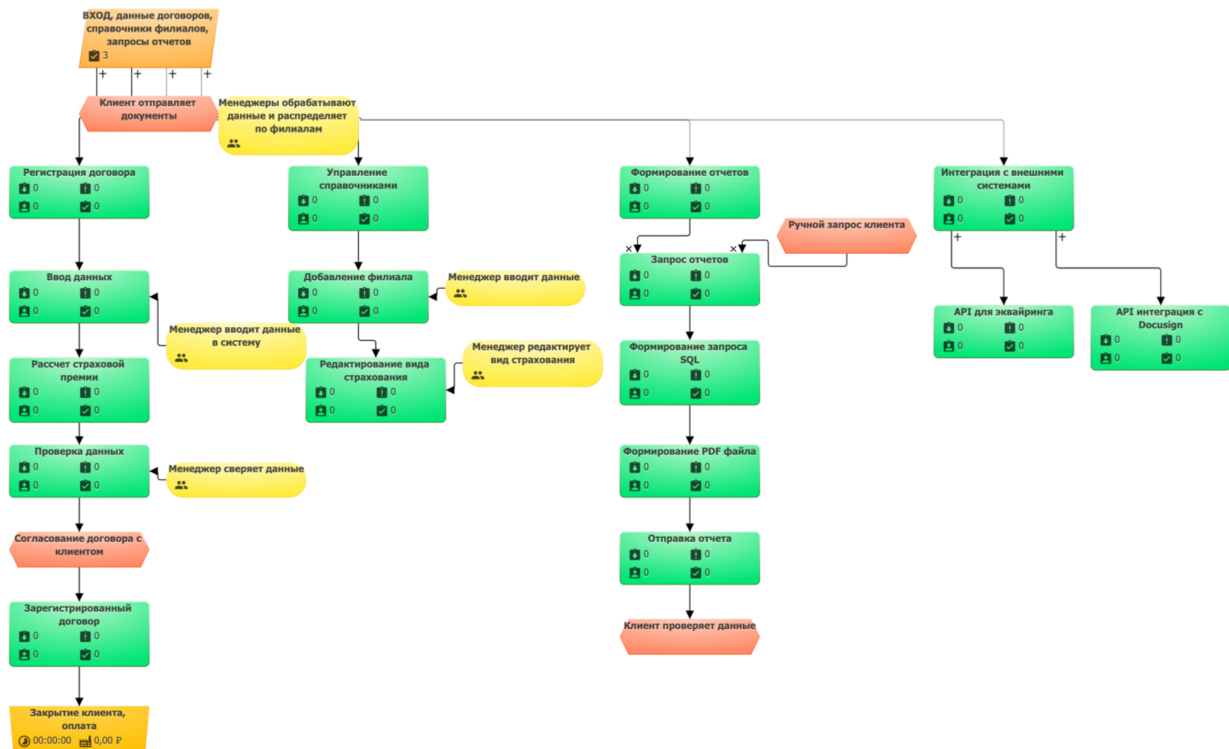 ВХОД, данные договоров,
справочники филиалов,
запросы отчетов
3
Клиент отправляет
документы
Менеджеры обрабатывают
данные и распределяет
по филиалам
Регистрация договора
0 0
0 0
Управление
справочниками
0 0
0 0
Формирование отчетов
0 0
0 0
Интеграция с внешними
системами
0 0
0 0
Ручной запрос клиента
Ввод данных
0 0
0 0
Добавление филиала
0 0
0 0
Менеджер вводит данные
Запрос отчетов
0 0
0 0
API для эквайринга
0 0
0 0
API интеграция с
Docusign
0 0
0 0
Менеджер вводит данные
в систему
Рассчет страховой
премии
0 0
0 0
Редактирование вида
страхования
0 0
0 0
Менеджер редактирует
вид страхования
Формирование запроса
SQL
0 0
0 0
Проверка данных
0 0
0 0
Менеджер сверяет данные
Формирование PDF файла
0 0
0 0
Согласование договора с
клиентом
Отправка отчета
0 0
0 0
Зарегистрированный
договор
0 0
0 0
Клиент проверяет данные
Закрытие клиента,
оплата
00:00:00 0,00 ₽